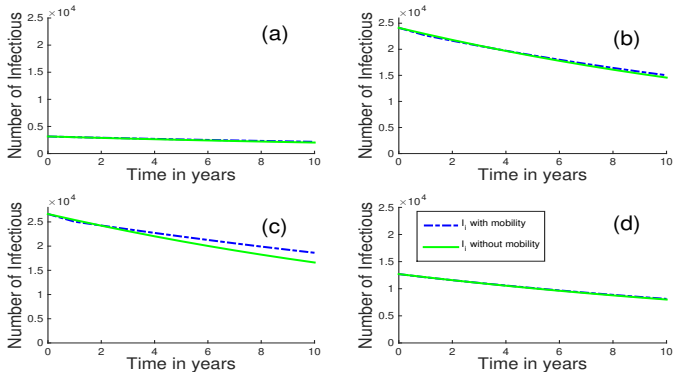 ×10⁴
(a)
Number of Infectious
2.5
2
1.5
1
0.5
0
0 2 4 6 8 10
Time in years
×10⁴
(b)
Number of Infectious
2.5
2
1.5
1
0.5
0
0 2 4 6 8 10
Time in years
×10⁴
(c)
Number of Infectious
2.5
2
1.5
1
0.5
0
0 2 4 6 8 10
Time in years
×10⁴
(d)
I_i with mobility
I_i without mobility
Number of Infectious
2.5
2
1.5
1
0.5
0
0 2 4 6 8 10
Time in years